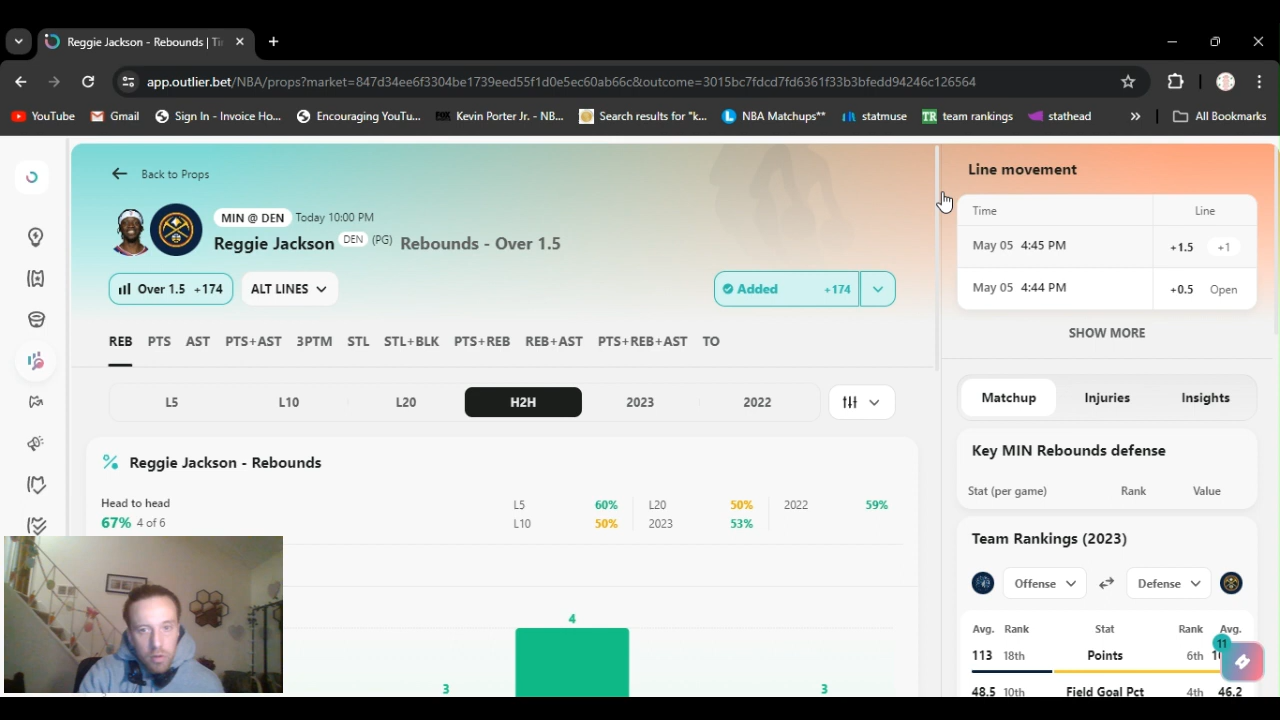 Reggie Jackson - Rebounds | Ti
app.outlier.bet/NBA/props?market=847d34ee6f3304be1739eed55f1d0e5ec60ab66c&outcome=3015bc7fdcd7fd6361f33b3bfedd94246c126564
YouTube Gmail Sign In - Invoice Ho... Encouraging YouTu... Kevin Porter Jr. - NB... Search results for "k... NBA Matchups** statmuse TR team rankings stathead » All Bookmarks
Back to Props
MIN @ DEN Today 10:00 PM
Reggie Jackson DEN (PG) Rebounds - Over 1.5
Over 1.5 +174 ALT LINES Added +174
REB PTS AST PTS+AST 3PTM STL STL+BLK PTS+REB REB+AST PTS+REB+AST TO
L5 L10 L20 H2H 2023 2022
Reggie Jackson - Rebounds
Head to head
67% 4 of 6
L5 60% L20 50% 2022 59%
L10 50% 2023 53%
4
3 3
Line movement
Time Line
May 05 4:45 PM +1.5 +1
May 05 4:44 PM +0.5 Open
SHOW MORE
Matchup Injuries Insights
Key MIN Rebounds defense
Stat (per game) Rank Value
Team Rankings (2023)
Offense Defense
Avg. Rank Stat Rank Avg.
113 18th Points 6th
11
48.5 10th Field Goal Pct 4th 46.2